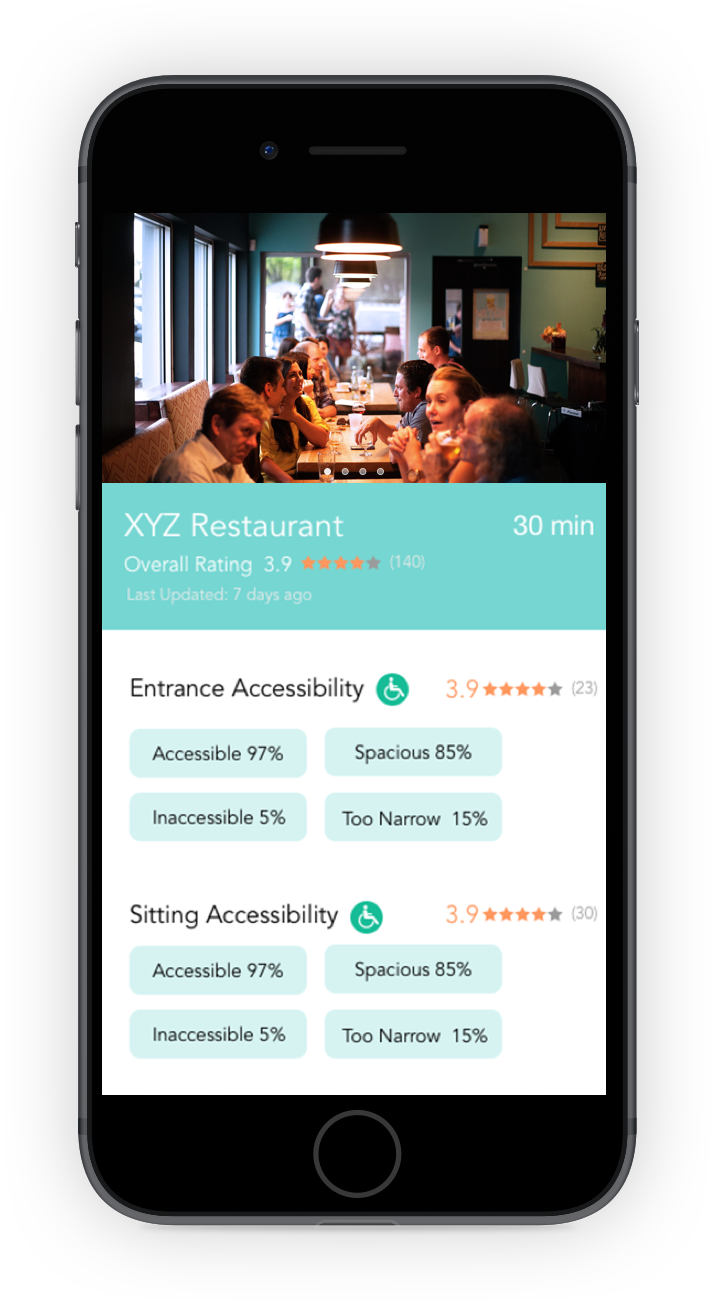 XYZ Restaurant 30 min
Overall Rating 3.9 (140)
Last Updated: 7 days ago
Entrance Accessibility 3.9 (23)
Accessible 97% Spacious 85%
Inaccessible 5% Too Narrow 15%
Sitting Accessibility 3.9 (30)
Accessible 97% Spacious 85%
Inaccessible 5% Too Narrow 15%